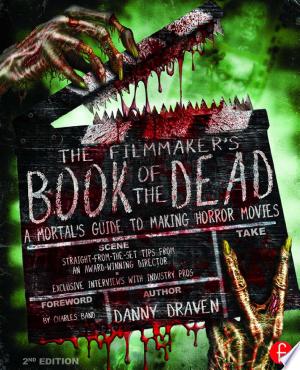 THE FILMMAKER'S
BOOK OF THE DEAD
A MORTAL'S GUIDE TO MAKING HORROR MOVIES
SCENE
TAKE
STRAIGHT-FROM-THE-SET TIPS FROM
AN AWARD-WINNING DIRECTOR
+
EXCLUSIVE INTERVIEWS WITH INDUSTRY PROS
FOREWORD
AUTHOR
BY CHARLES BAND
DANNY DRAVEN
2ND EDITION
f